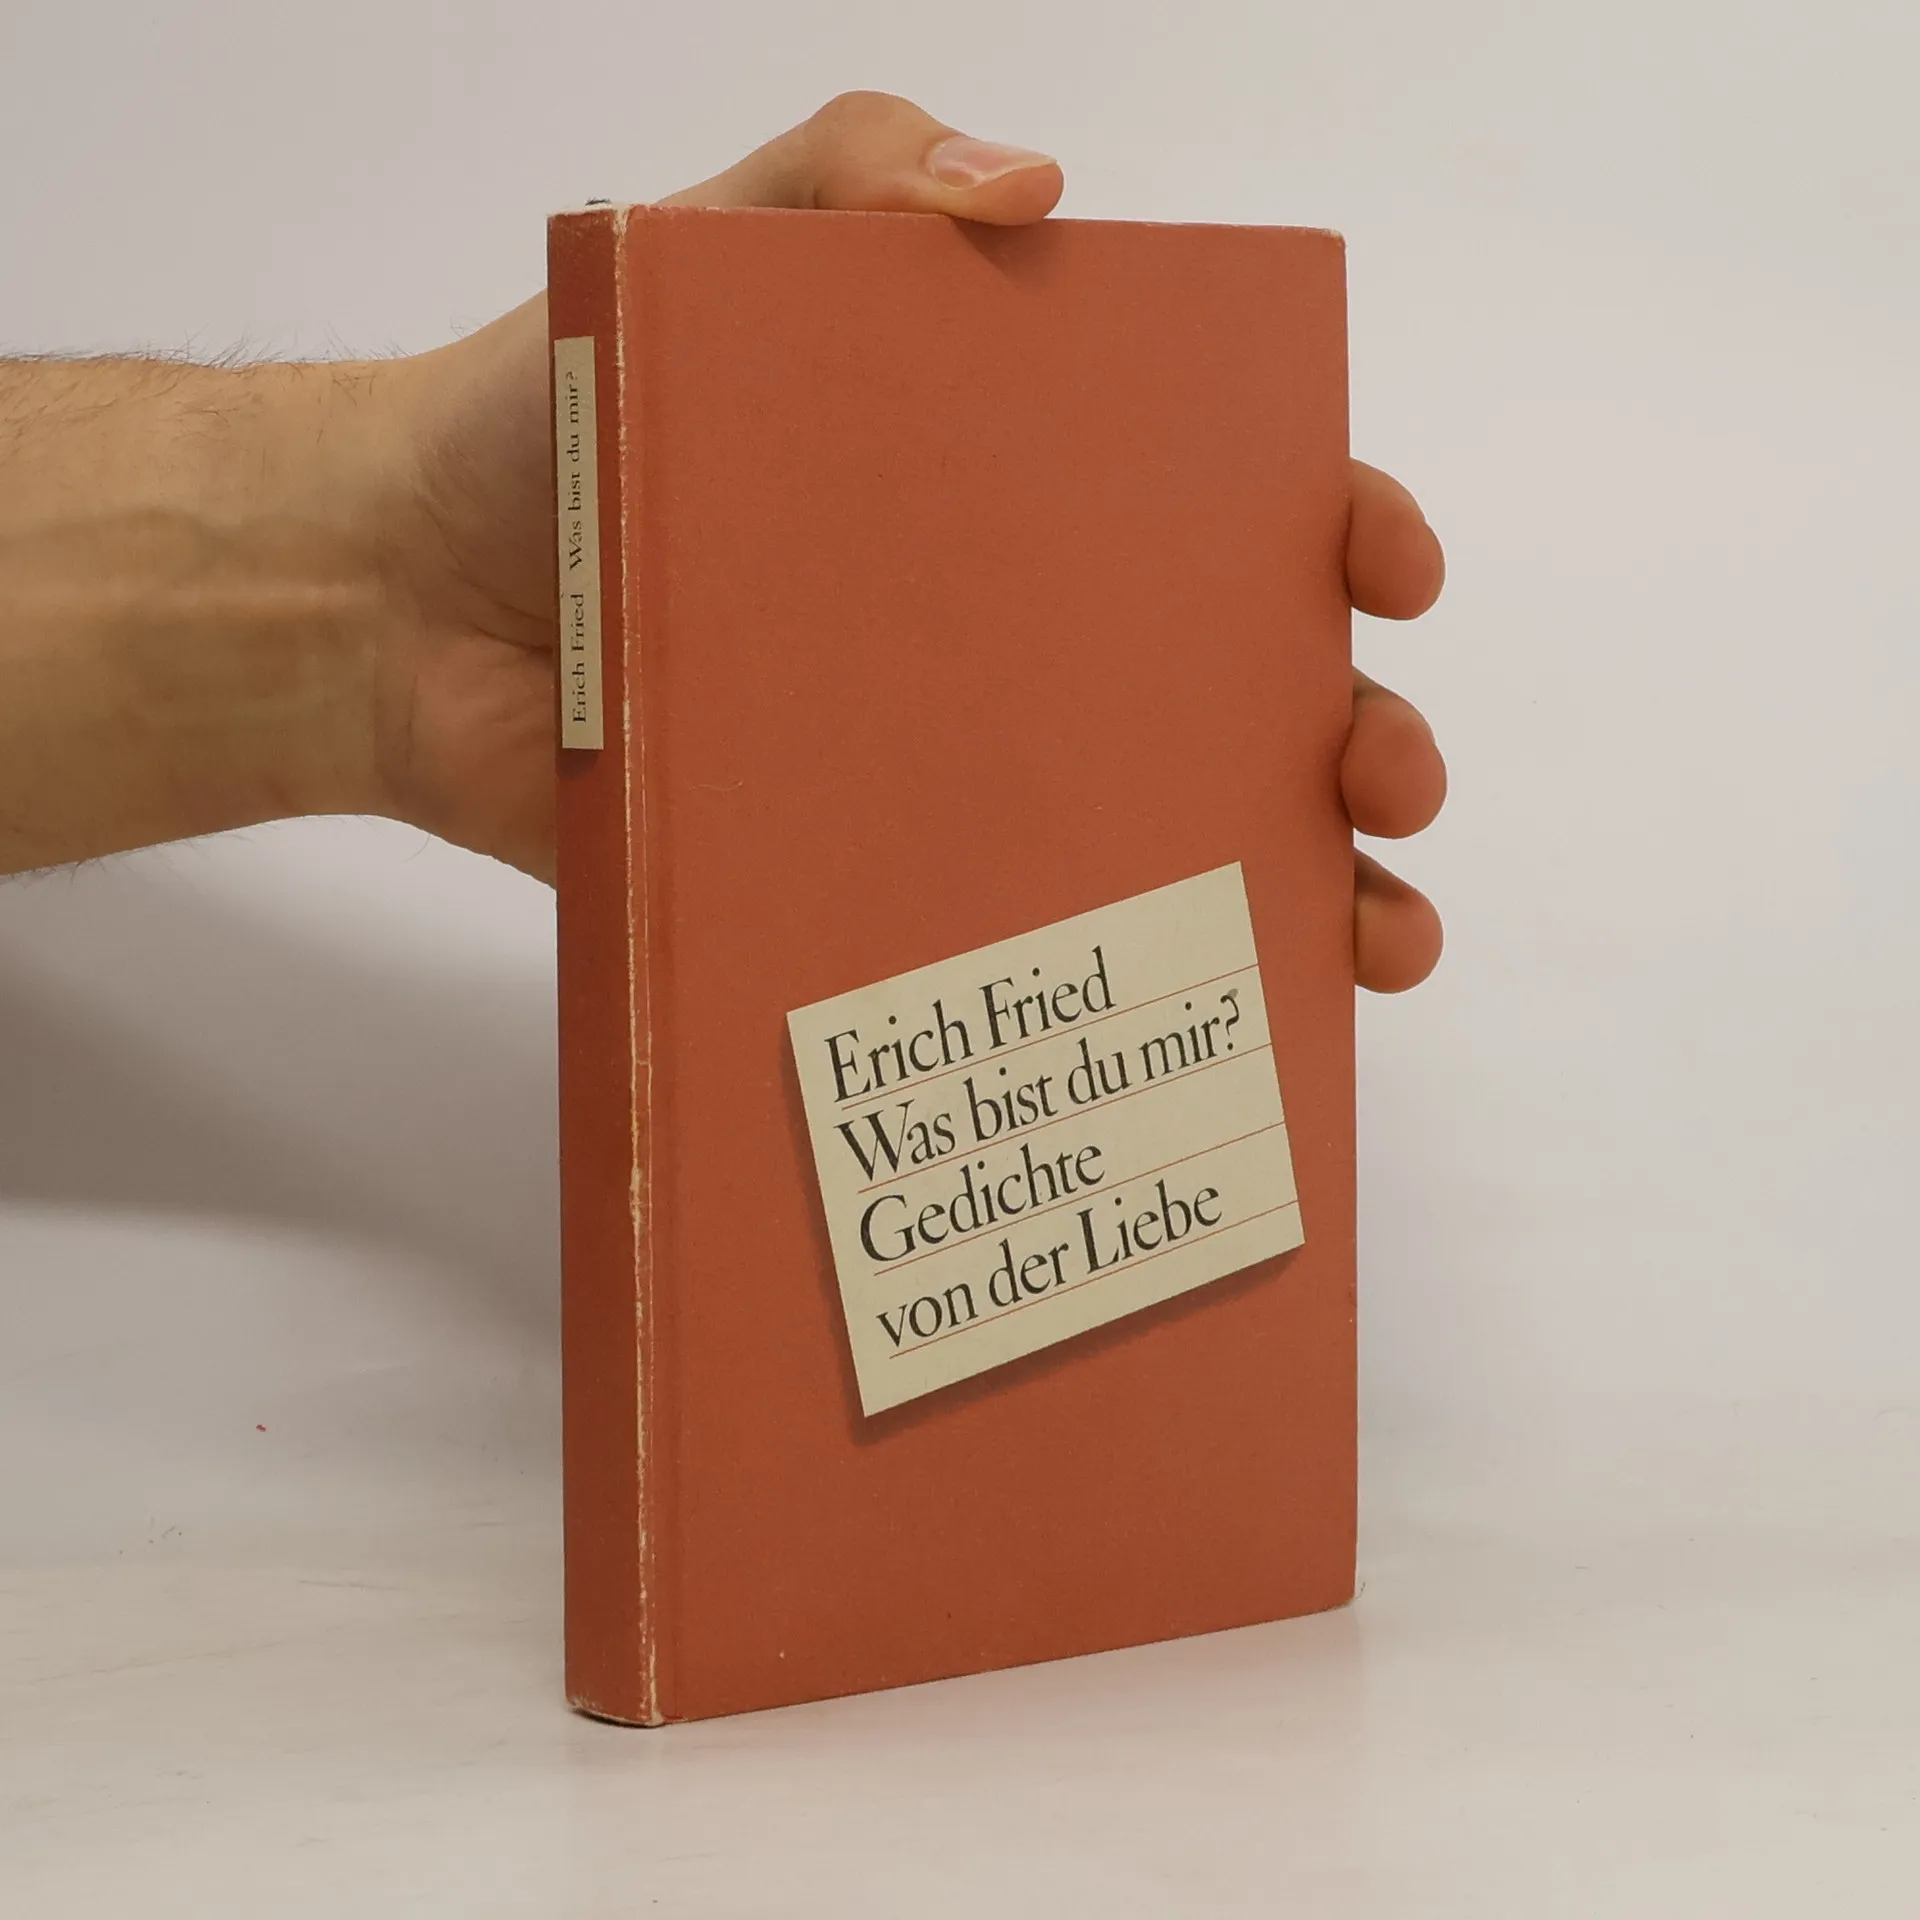 Erich Fried Was bist du mir?
Erich Fried
Was bist du mir?
Gedichte
von der Liebe